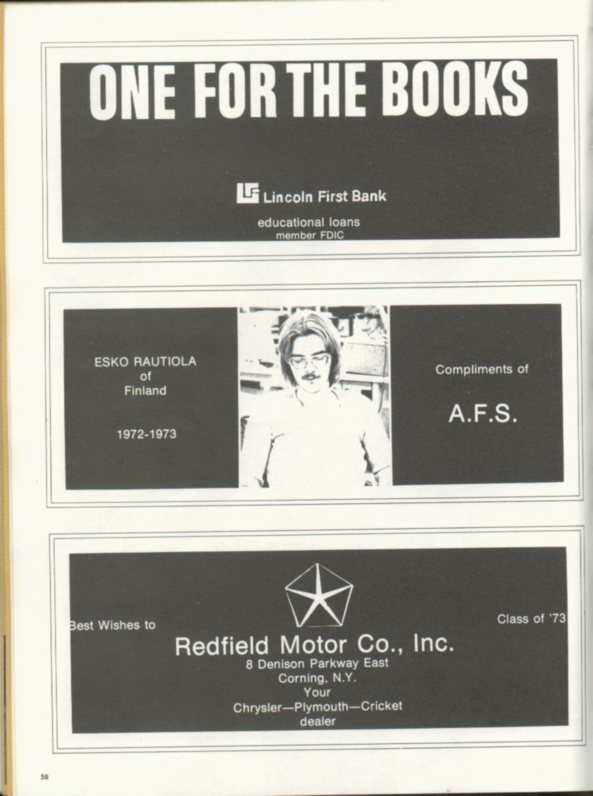 ONE FOR THE BOOKS
LF
Lincoln First Bank
educational loans
member FDIC
ESKO RAUTIOLA
of
Finland
1972-1973
Compliments of
A.F.S.
Best Wishes to
Class of '73
Redfield Motor Co., Inc.
8 Denison Parkway East
Corning, N.Y.
Your
Chrysler—Plymouth—Cricket
dealer
58